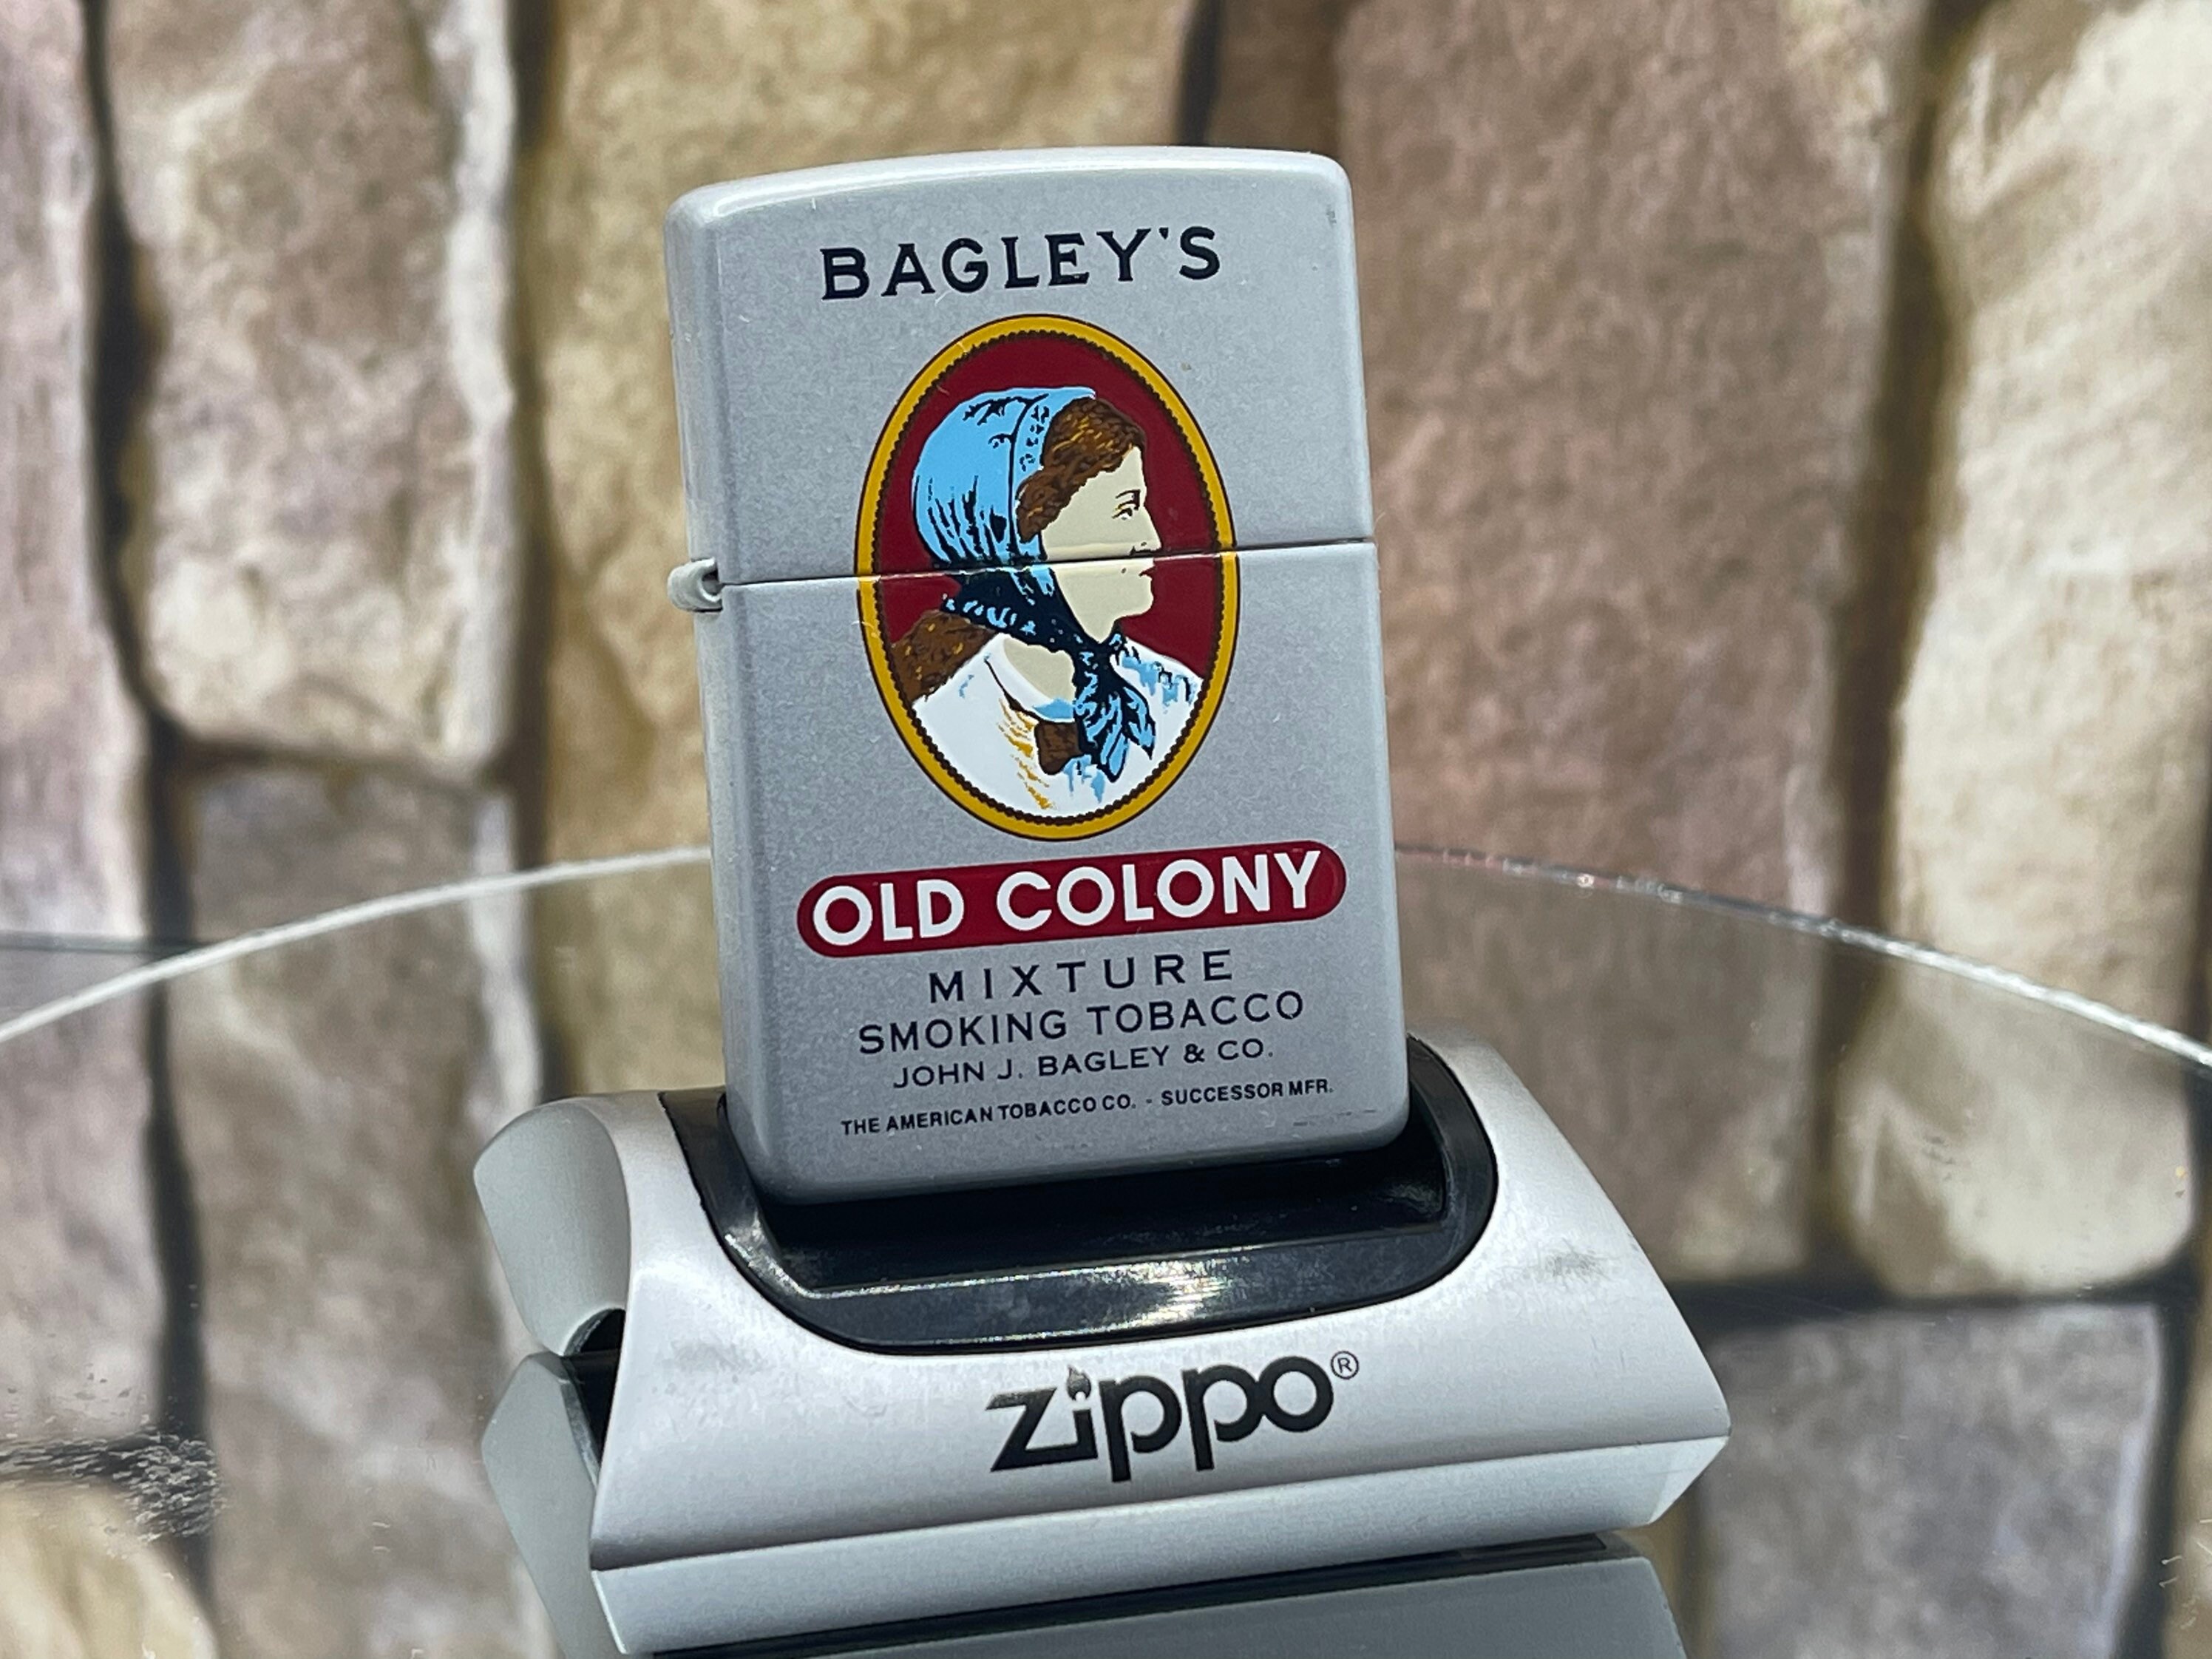 BAGLEY'S
OLD COLONY
MIXTURE
SMOKING TOBACCO
JOHN J. BAGLEY & CO.
THE AMERICAN TOBACCO CO. - SUCCESSOR MFR.
zippo®